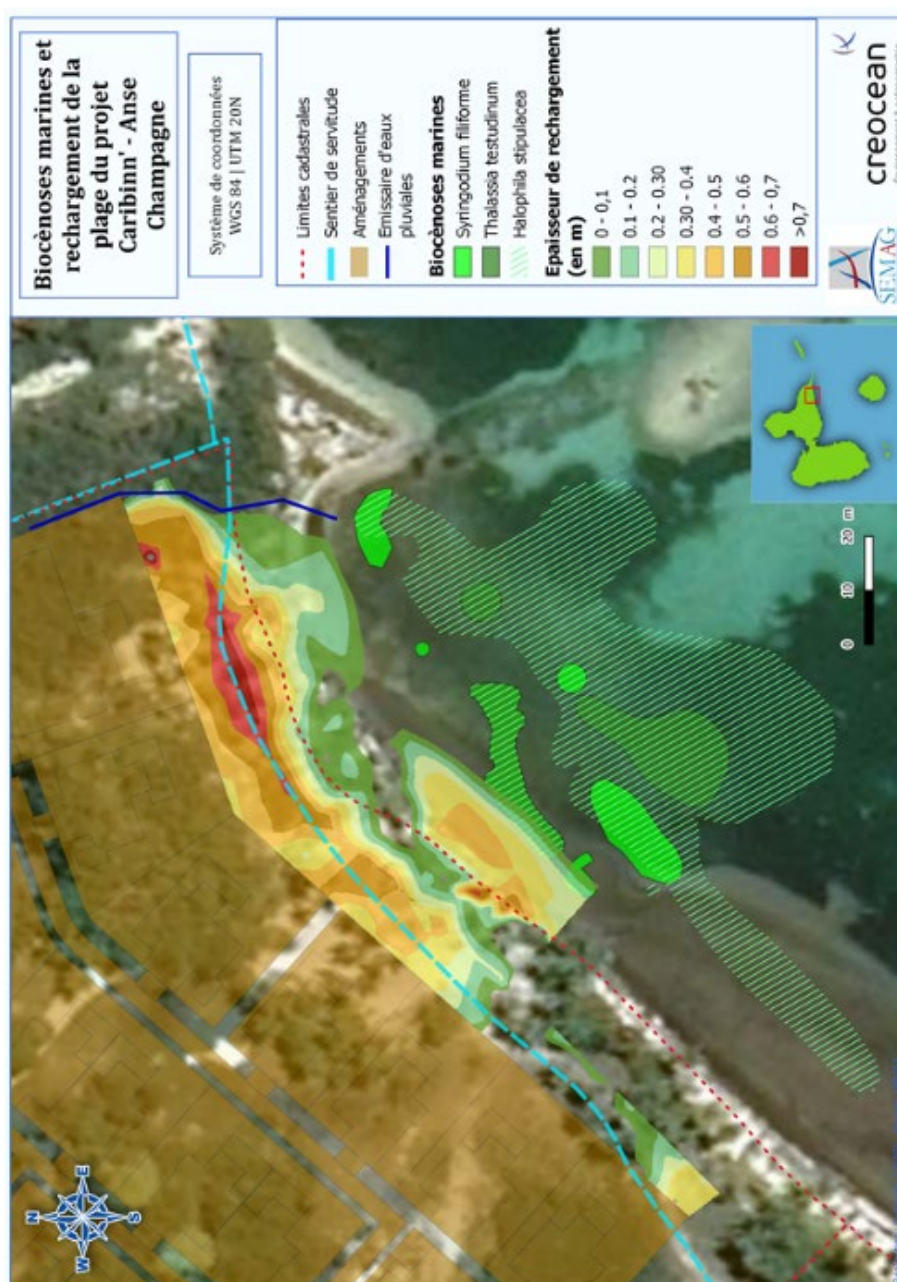 Biocènoses marines et
rechargement de la
plage du projet
Caribinn' - Anse
Champagne
Système de coordonnées
WGS 84 | UTM 20N
Limites cadastrales
Sentier de servitude
Aménagements
Emissaire d'eaux
pluviales
Biocènoses marines
Syringodium filiforme
Thalassia testudinum
Halophila stipulacea
Epaisseur de rechargement
(en m)
0 - 0,1
0.1 - 0.2
0.2 - 0.30
0.30 - 0.4
0.4 - 0.5
0.5 - 0.6
0.6 - 0,7
>0,7
SEMAG
creocean
N
W
E
S
0 10 20 m